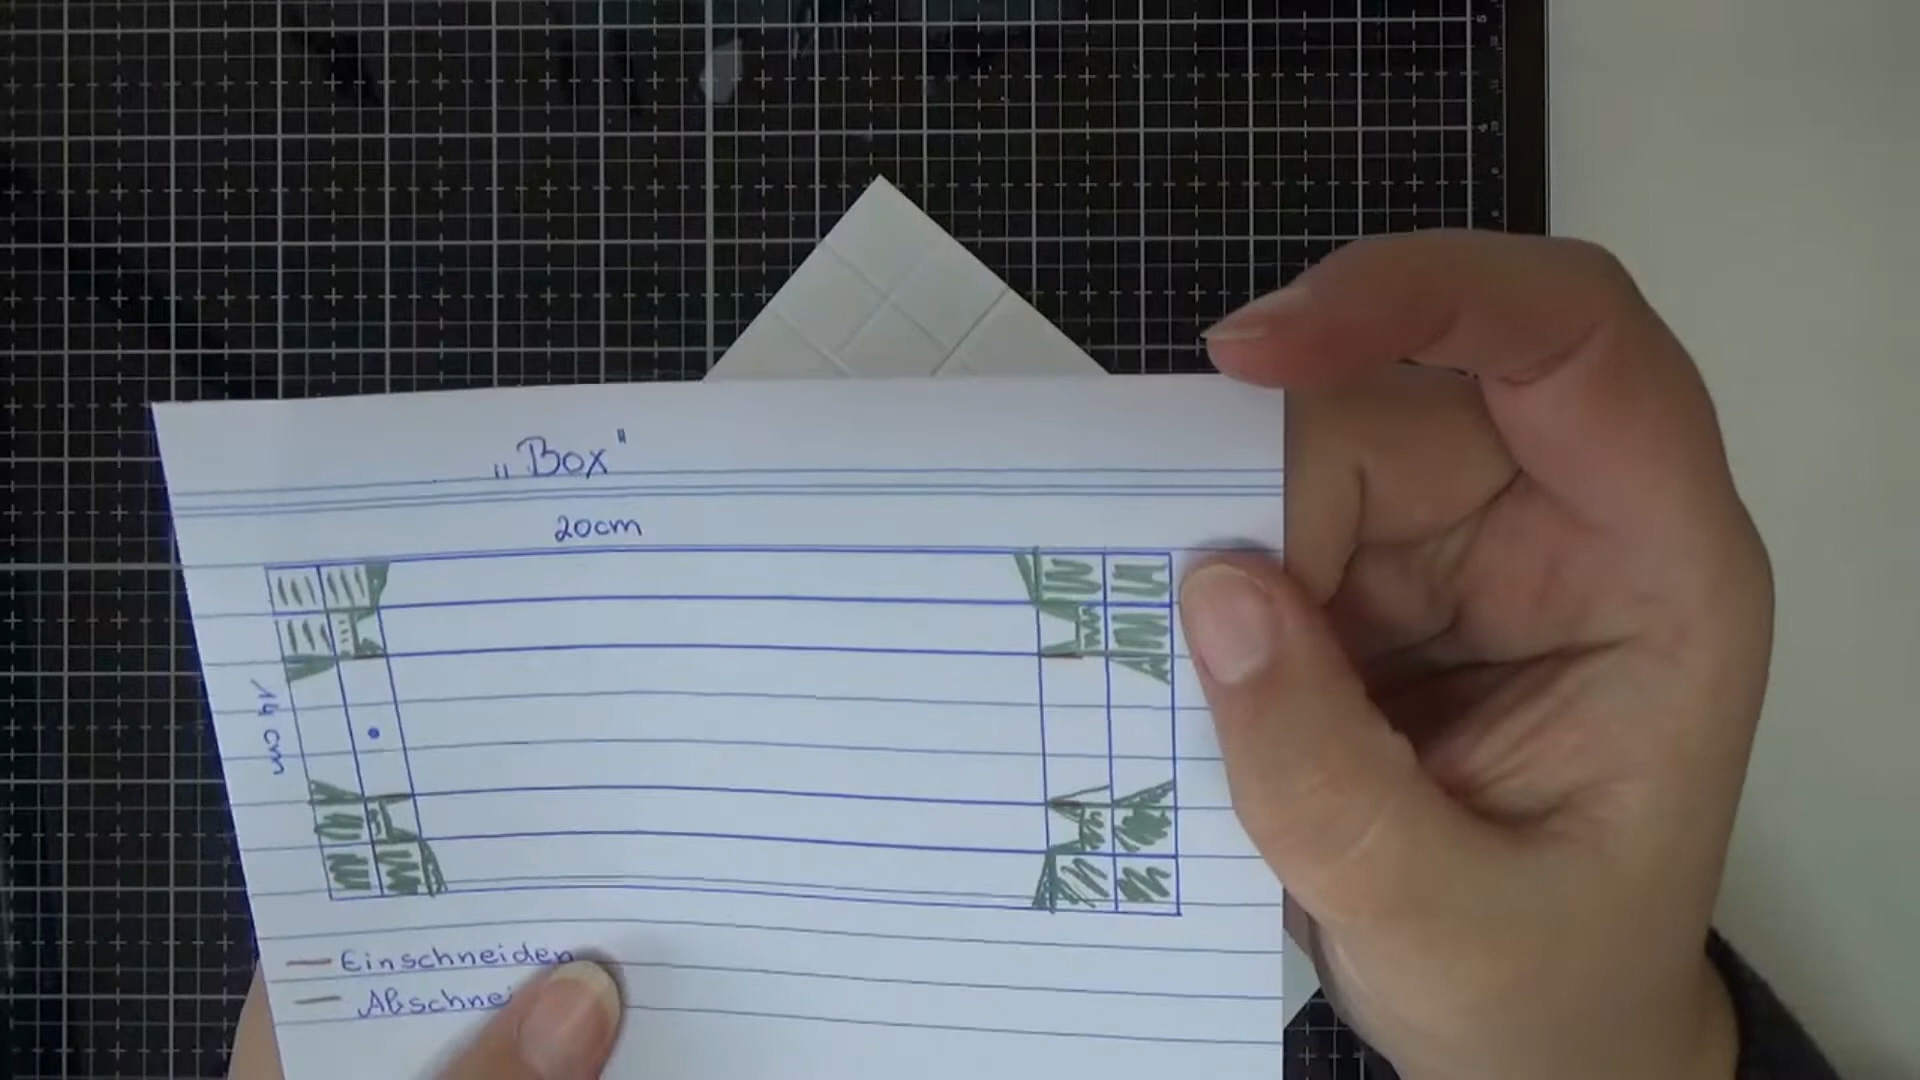 „Box"
20cm
14 cm
Einschneiden
Abschnei